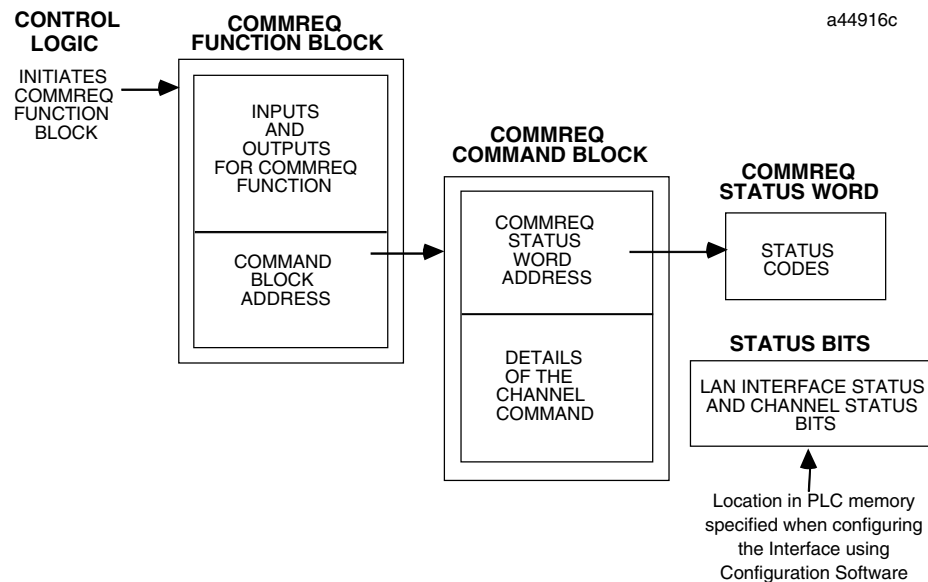 CONTROL
LOGIC
INITIATES
COMMREQ
FUNCTION
BLOCK
COMMREQ
FUNCTION BLOCK
INPUTS
AND
OUTPUTS
FOR COMMREQ
FUNCTION
COMMAND
BLOCK
ADDRESS
COMMREQ
COMMAND BLOCK
COMMREQ
STATUS
WORD
ADDRESS
DETAILS
OF THE
CHANNEL
COMMAND
a44916c
COMMREQ
STATUS WORD
STATUS
CODES
STATUS BITS
LAN INTERFACE STATUS
AND CHANNEL STATUS
BITS
Location in PLC memory
specified when configuring
the Interface using
Configuration Software